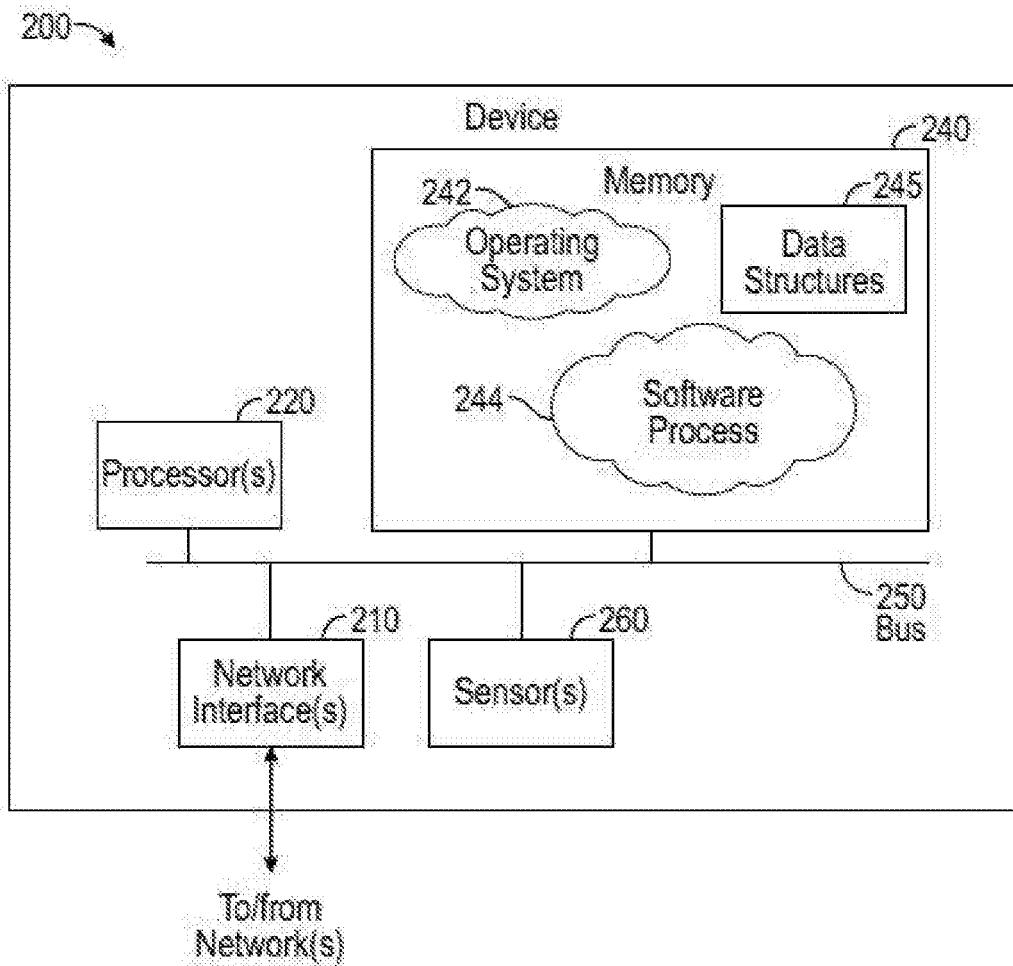 200
Device
240
Memory
242
245
Operating
System
Data
Structures
244
Software
Process
220
Processor(s)
250
Bus
210
260
Network
Interface(s)
Sensor(s)
To/from
Network(s)